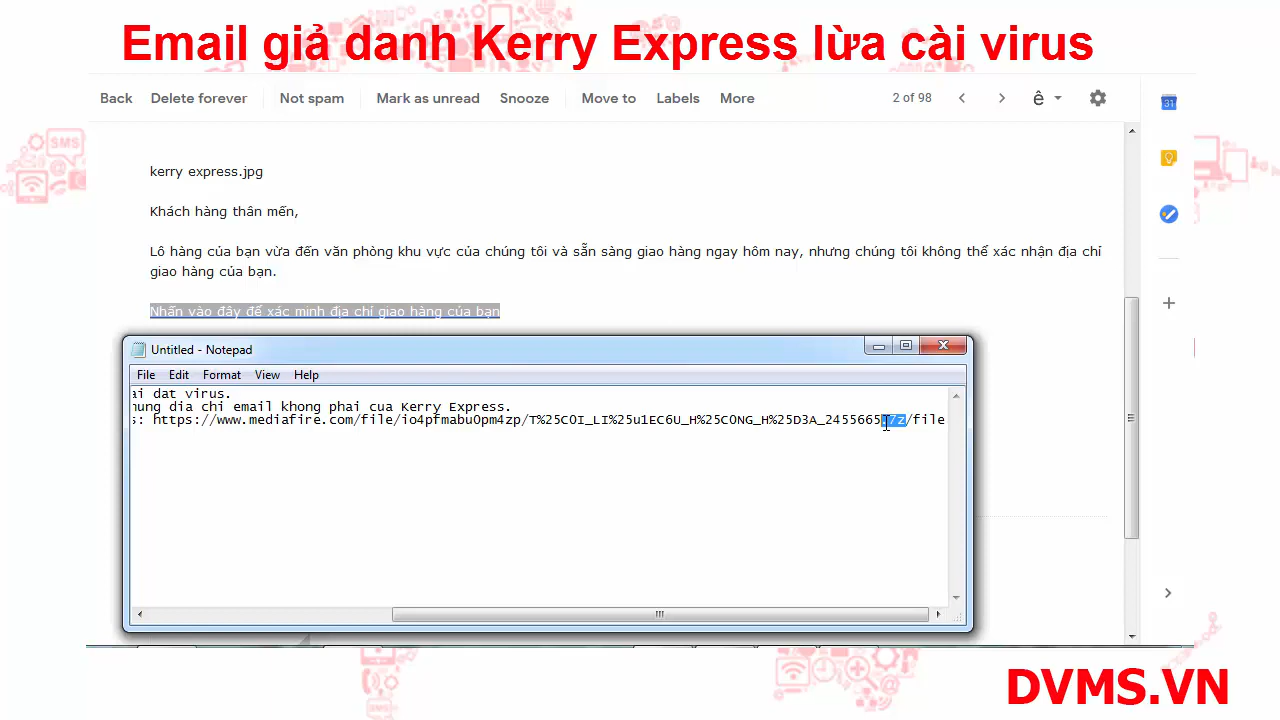 Email giả danh Kerry Express lừa cài virus
Back Delete forever Not spam Mark as unread Snooze Move to Labels More 2 of 98 ê
31
SMS
kerry express.jpg
Khách hàng thân mến,
Lô hàng của bạn vừa đến văn phòng khu vực của chúng tôi và sẵn sàng giao hàng ngay hôm nay, nhưng chúng tôi không thể xác nhận địa chỉ
giao hàng của bạn.
Nhấn vào đây để xác minh địa chỉ giao hàng của bạn
Untitled - Notepad
File Edit Format View Help
ai dat virus.
hung dia chi email khong phai cua Kerry Express.
s: https://www.mediafire.com/file/io4pfmabu0pm4zp/T%25C0I_LI%25u1EC6U_H%25C0NG_H%25D3A_2455665.7z/file
DVMS.VN